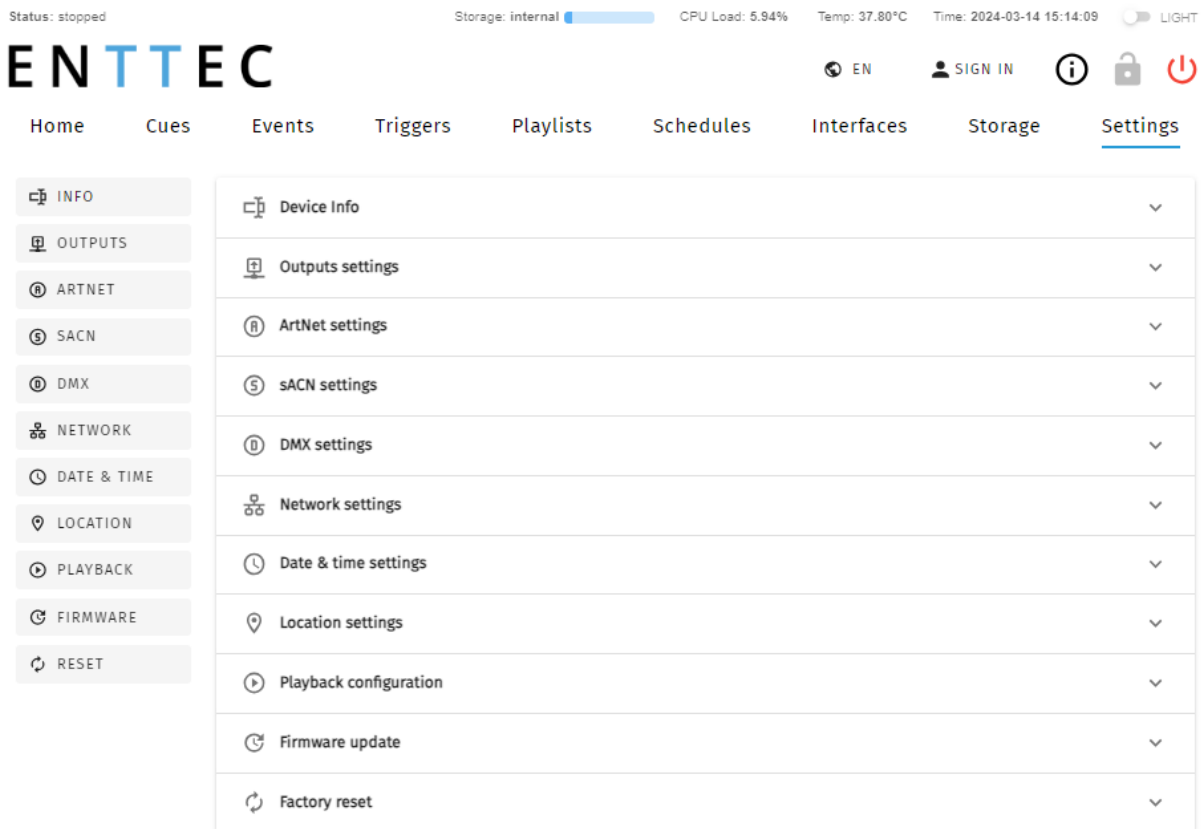 Status: stopped Storage: internal CPU Load: 5.94% Temp: 37.80°C Time: 2024-03-14 15:14:09 LIGHT
ENTTEC
EN SIGN IN
Home Cues Events Triggers Playlists Schedules Interfaces Storage Settings
INFO
OUTPUTS
ARTNET
SACN
DMX
NETWORK
DATE & TIME
LOCATION
PLAYBACK
FIRMWARE
RESET
Device Info
Outputs settings
ArtNet settings
sACN settings
DMX settings
Network settings
Date & time settings
Location settings
Playback configuration
Firmware update
Factory reset